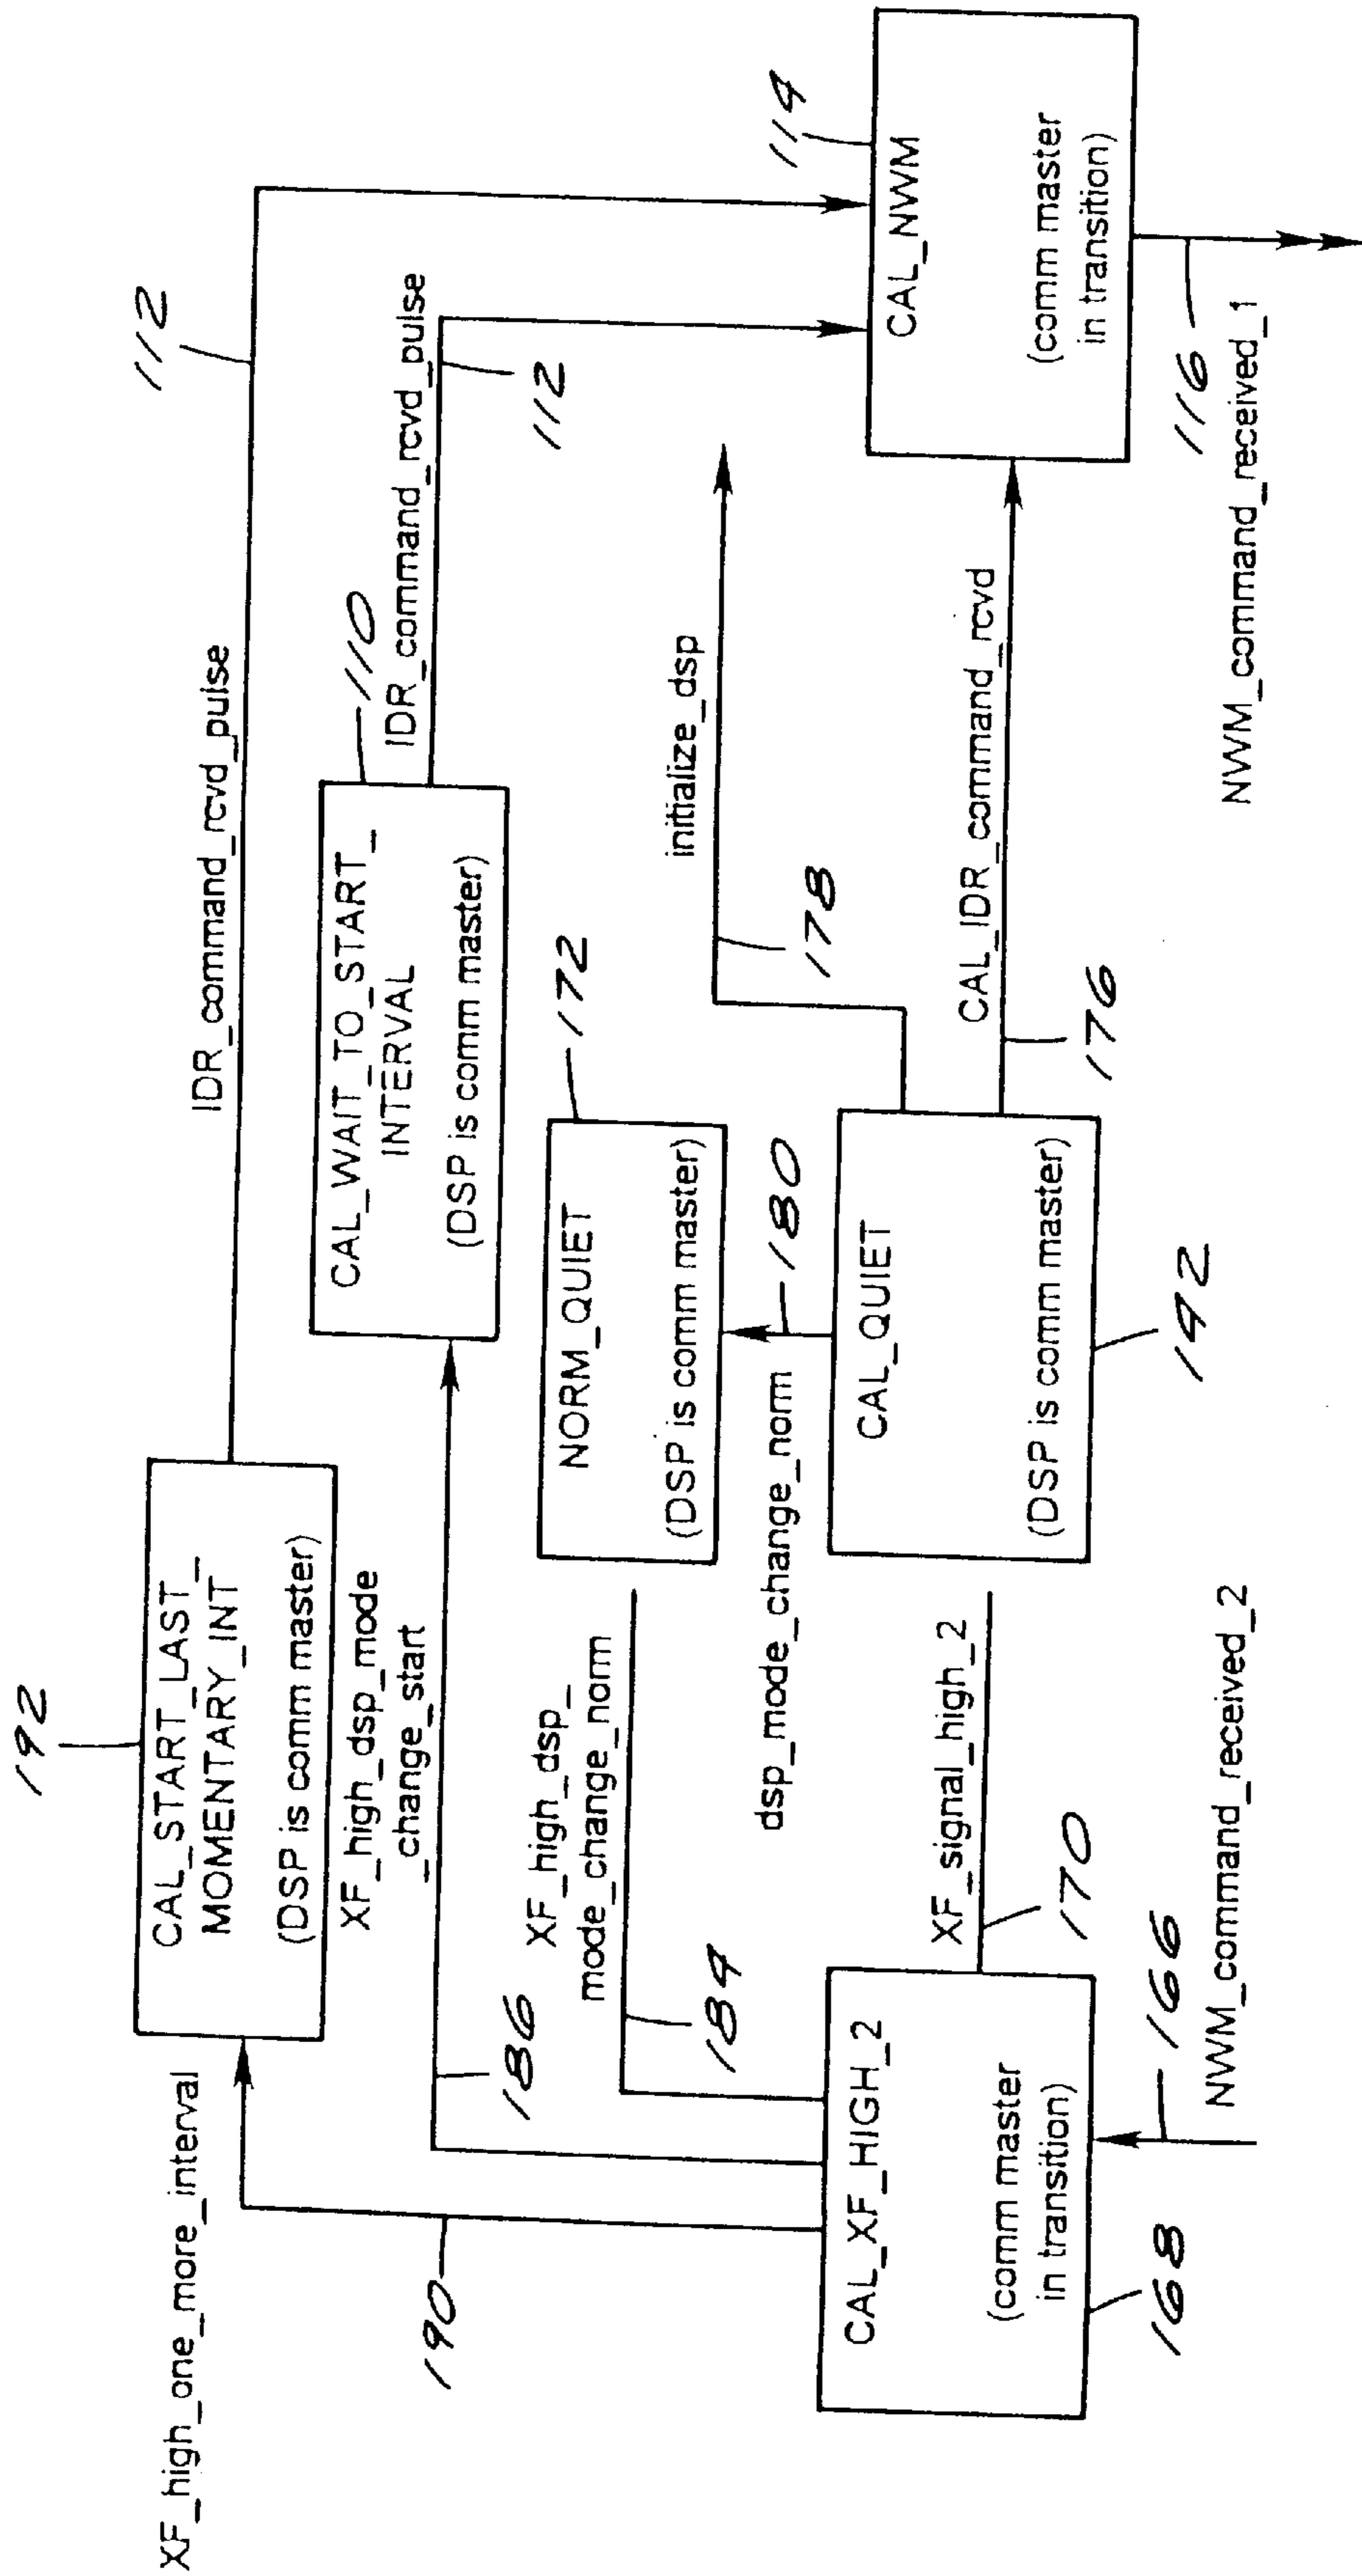 192
CAL_START_LAST_
MOMENTARY_INT
(DSP is comm master)
XF_high_one_more_interval
190
IDR_command_rcvd_pulse
112
XF_high_dsp_mode
_change_start
186
CAL_WAIT_TO_START_
INTERVAL
(DSP is comm master)
110
IDR_command_rcvd_pulse
112
XF_high_dsp_
mode_change_norm
184
NORM_QUIET
(DSP is comm master)
172
initialize_dsp
178
dsp_mode_change_norm
180
CAL_XF_HIGH_2
(comm master
in transition)
168
XF_signal_high_2
170
CAL_QUIET
(DSP is comm master)
142
CAL_IDR_command_rcvd
176
CAL_NWM
(comm master
in transition)
114
166
NWM_command_received_2
116
NWM_command_received_1